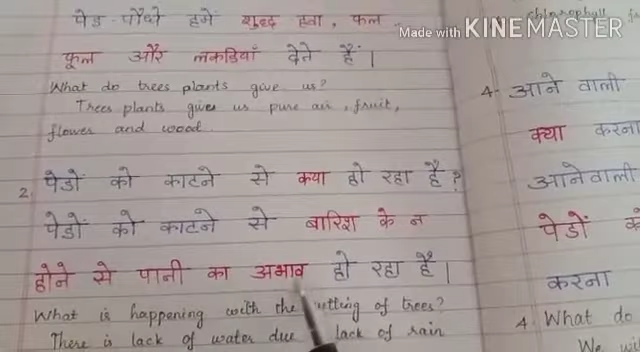 पेड़-पौधे हमें शुद्ध हवा, फल
फूल और लकडियाँ देते हैं।
What do trees plants give us?
Trees plants gives us pure air, fruit,
flower and wood.
2. पेडों को काटने से क्या हो रहा है?
पेडों को काटने से बारिश के न
होने से पानी का अभाव हो रहा है।
What is happening with the cutting of trees?
There is lack of water due lack of rain
chlorophyll
4- आने वाली
क्या करना
आनेवाली
पेडों
करना
4. What do
We
Made with KINEMASTER